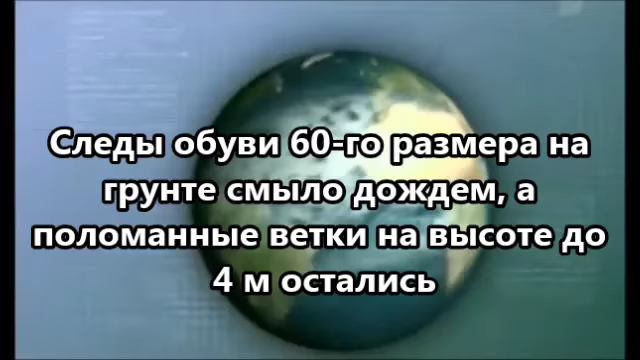 Следы обуви 60-го размера на
грунте смыло дождем, а
поломанные ветки на высоте до
4 м остались